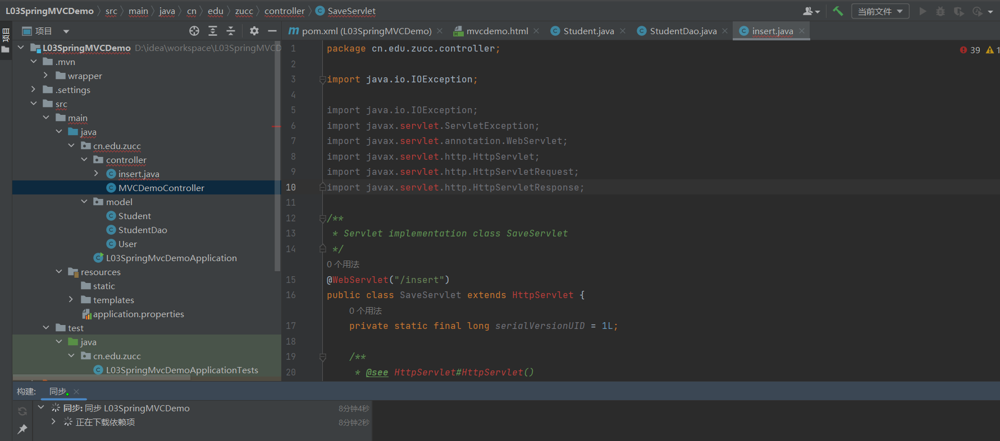 L03SpringMVCDemo src main java cn edu zucc controller SaveServlet 当前文件
项目
项目
pom.xml (L03SpringMVCDemo) mvcdemo.html Student.java StudentDao.java insert.java
L03SpringMVCDemo D:\idea\workspace\L03SpringMVCD
.mvn
wrapper
.settings
src
main
java
cn.edu.zucc
controller
insert.java
MVCDemoController
model
Student
StudentDao
User
L03SpringMvcDemoApplication
resources
static
templates
application.properties
test
java
cn.edu.zucc
L03SpringMvcDemoApplicationTests
39 1
1 package cn.edu.zucc.controller;
2
3 import java.io.IOException;
4
5 import java.io.IOException;
6 import javax.servlet.ServletException;
7 import javax.servlet.annotation.WebServlet;
8 import javax.servlet.http.HttpServlet;
9 import javax.servlet.http.HttpServletRequest;
10 import javax.servlet.http.HttpServletResponse;
11
12 /**
13 * Servlet implementation class SaveServlet
14 */
0 个用法
15 @WebServlet("/insert")
16 public class SaveServlet extends HttpServlet {
0 个用法
17 private static final long serialVersionUID = 1L;
18
19 /**
20 * @see HttpServlet#HttpServlet()
构建: 同步
同步: 同步 L03SpringMVCDemo 8分钟4秒
正在下载依赖项 8分钟2秒